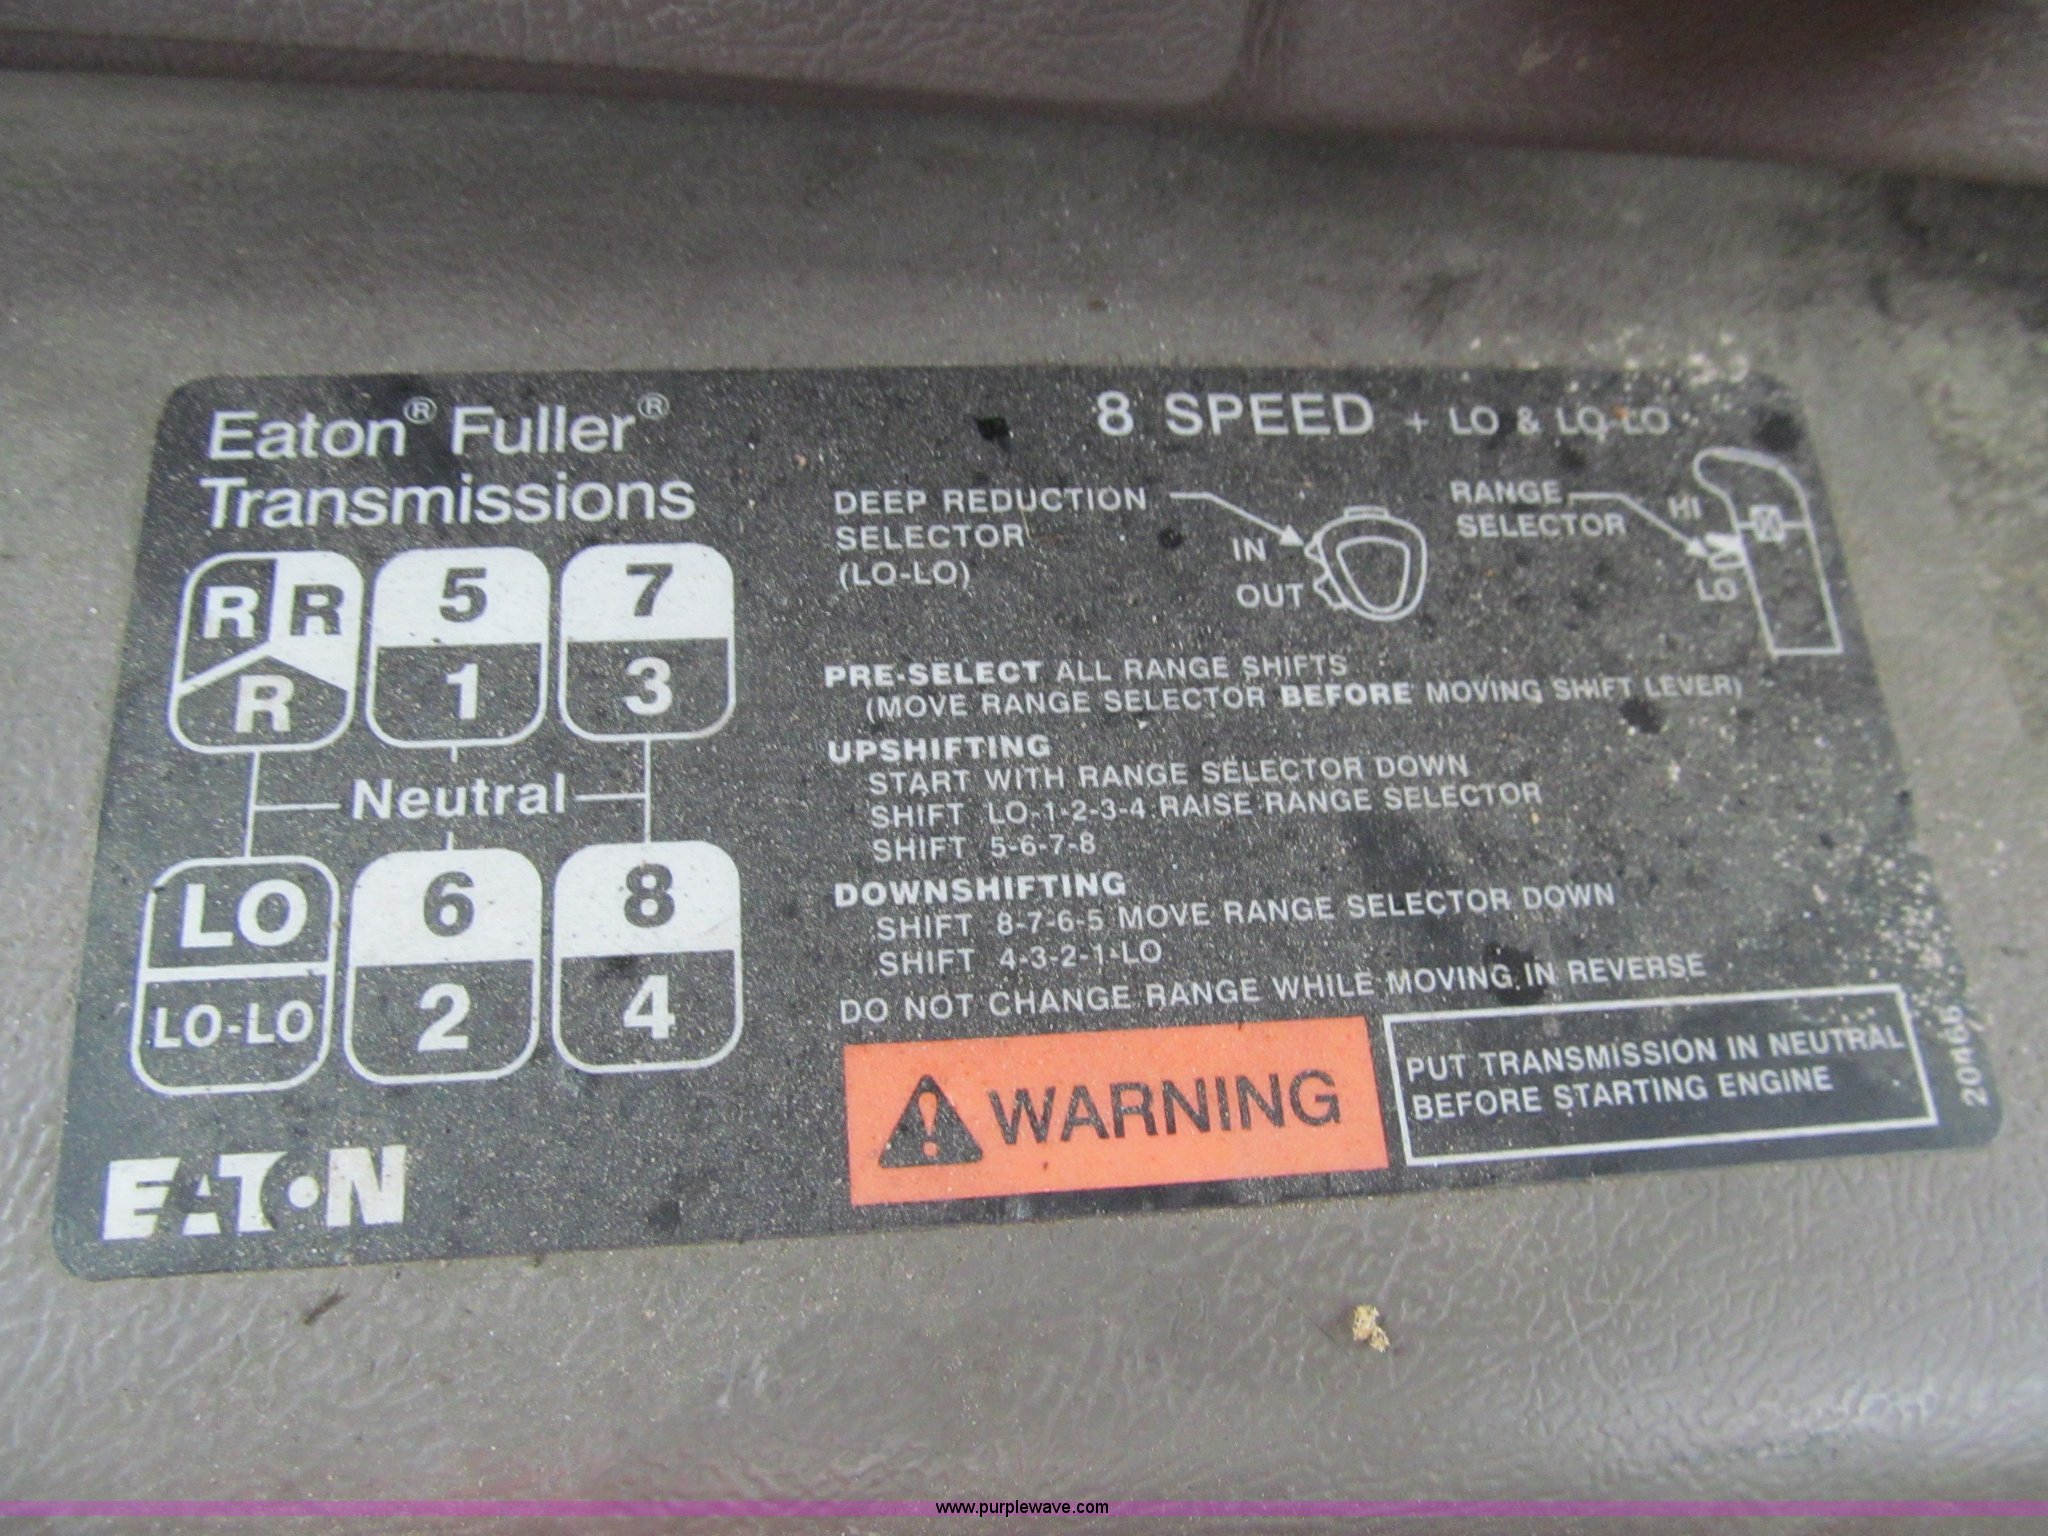 Eaton® Fuller®
Transmissions
8 SPEED + LO & LO-LO
DEEP REDUCTION
SELECTOR
(LO-LO)
IN
OUT
RANGE
SELECTOR
HI
LO
R R
R
5
1
7
3
Neutral
LO
LO-LO
6
2
8
4
PRE-SELECT ALL RANGE SHIFTS
(MOVE RANGE SELECTOR BEFORE MOVING SHIFT LEVER)
UPSHIFTING
START WITH RANGE SELECTOR DOWN
SHIFT LO-1-2-3-4 RAISE RANGE SELECTOR
SHIFT 5-6-7-8
DOWNSHIFTING
SHIFT 8-7-6-5 MOVE RANGE SELECTOR DOWN
SHIFT 4-3-2-1-LO
DO NOT CHANGE RANGE WHILE MOVING IN REVERSE
WARNING
PUT TRANSMISSION IN NEUTRAL
BEFORE STARTING ENGINE
20466
EATON
www.purplewave.com